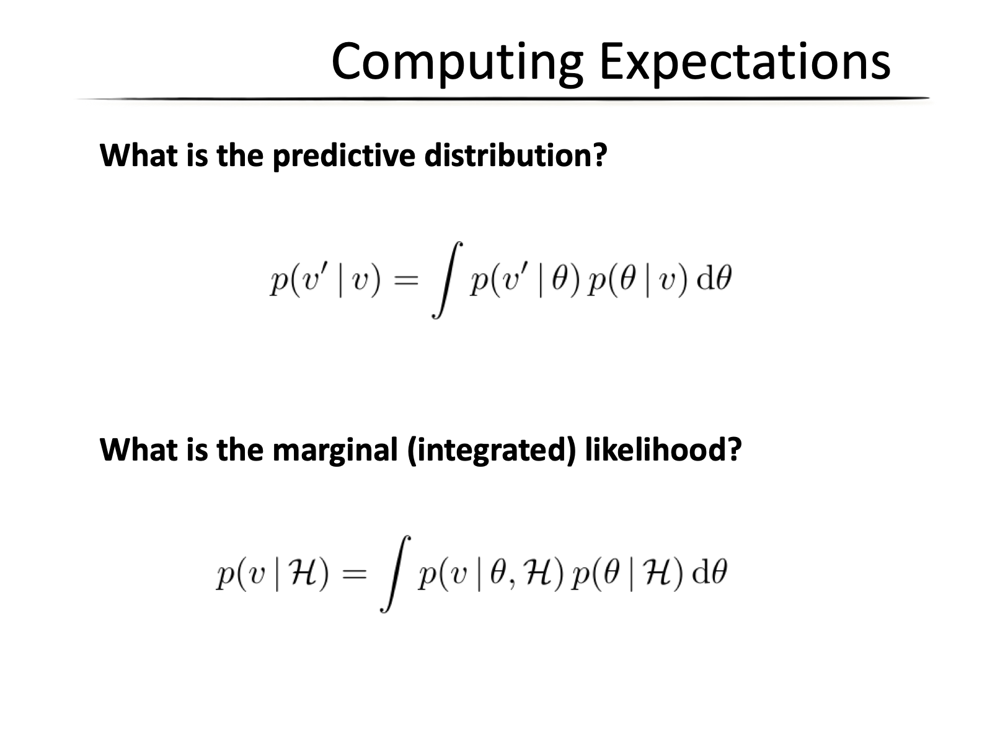 Computing Expectations
What is the predictive distribution?
p(v′ | v) = ∫ p(v′ | θ) p(θ | v) dθ
What is the marginal (integrated) likelihood?
p(v | ℋ) = ∫ p(v | θ, ℋ) p(θ | ℋ) dθ